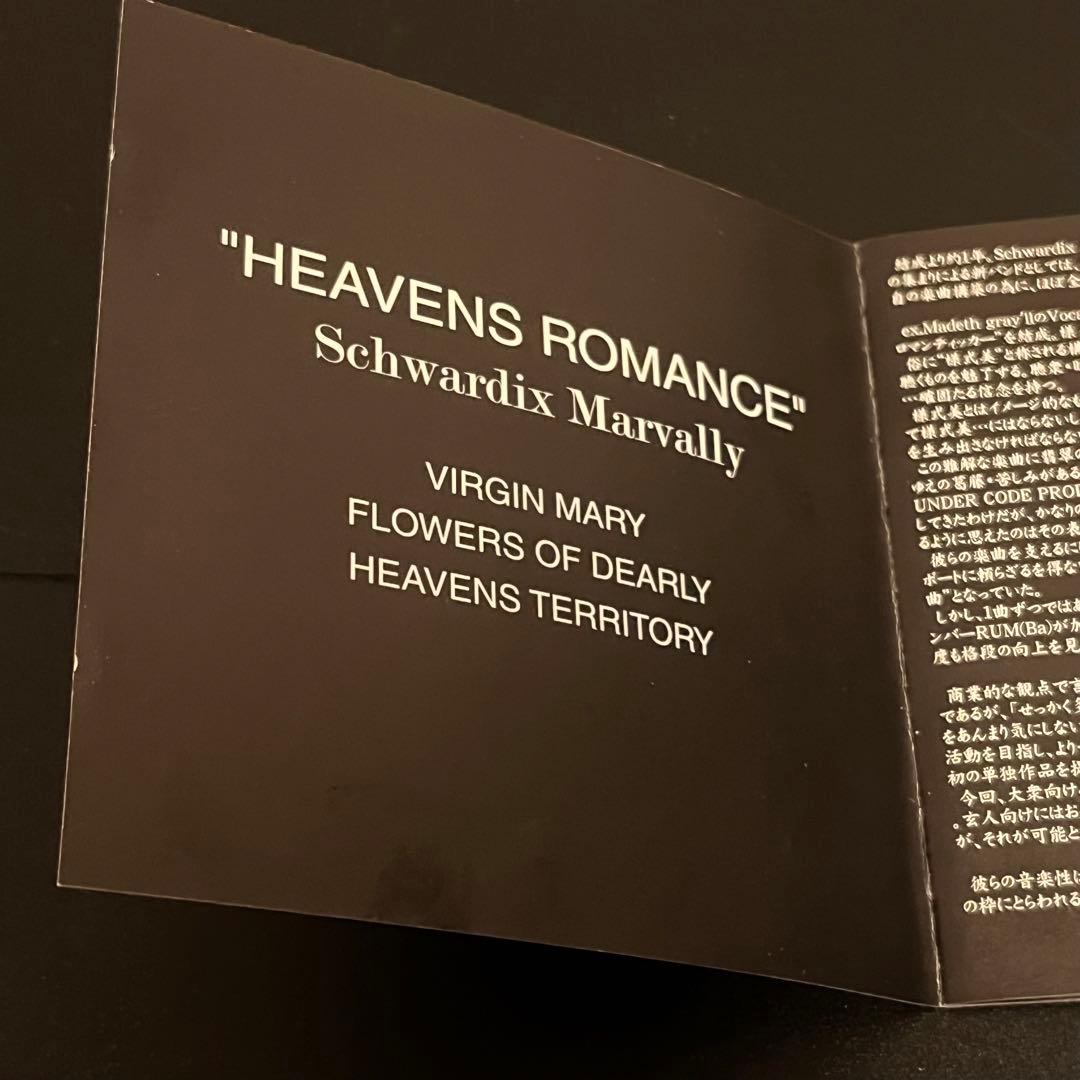 "HEAVENS ROMANCE"
Schwardix Marvally
VIRGIN MARY
FLOWERS OF DEARLY
HEAVENS TERRITORY
結成より約1年、Schwardix
の集まりによる新バンドとしては、
自の楽曲構築の為に、ほぼ全
ex.Madeth gray'llのVoca
ロマンティッカー"を結成。様
俗に"様式美"と称される構
聴くものを魅了する。聴衆・
…確固たる信念を持つ。
様式美とはイメージ的なも
て様式美…にはならないし
を生み出さなければならな
この難解な楽曲に翡翠の
ゆえの葛藤・苦しみがある
UNDER CODE PROD
してきたわけだが、かなりの
るように思えたのはその表
彼らの楽曲を支えるに
ポートに頼らざるを得な
曲"となっていた。
しかし、1曲ずつではあ
ンバーRUM(Ba)が加
度も格段の向上を見
商業的な観点で言
であるが、「せっかく
をあんまり気にしない
活動を目指し、より
初の単独作品を
今回、大衆向け
。玄人向けにはお
が、それが可能と
彼らの音楽性は
の枠にとらわれる